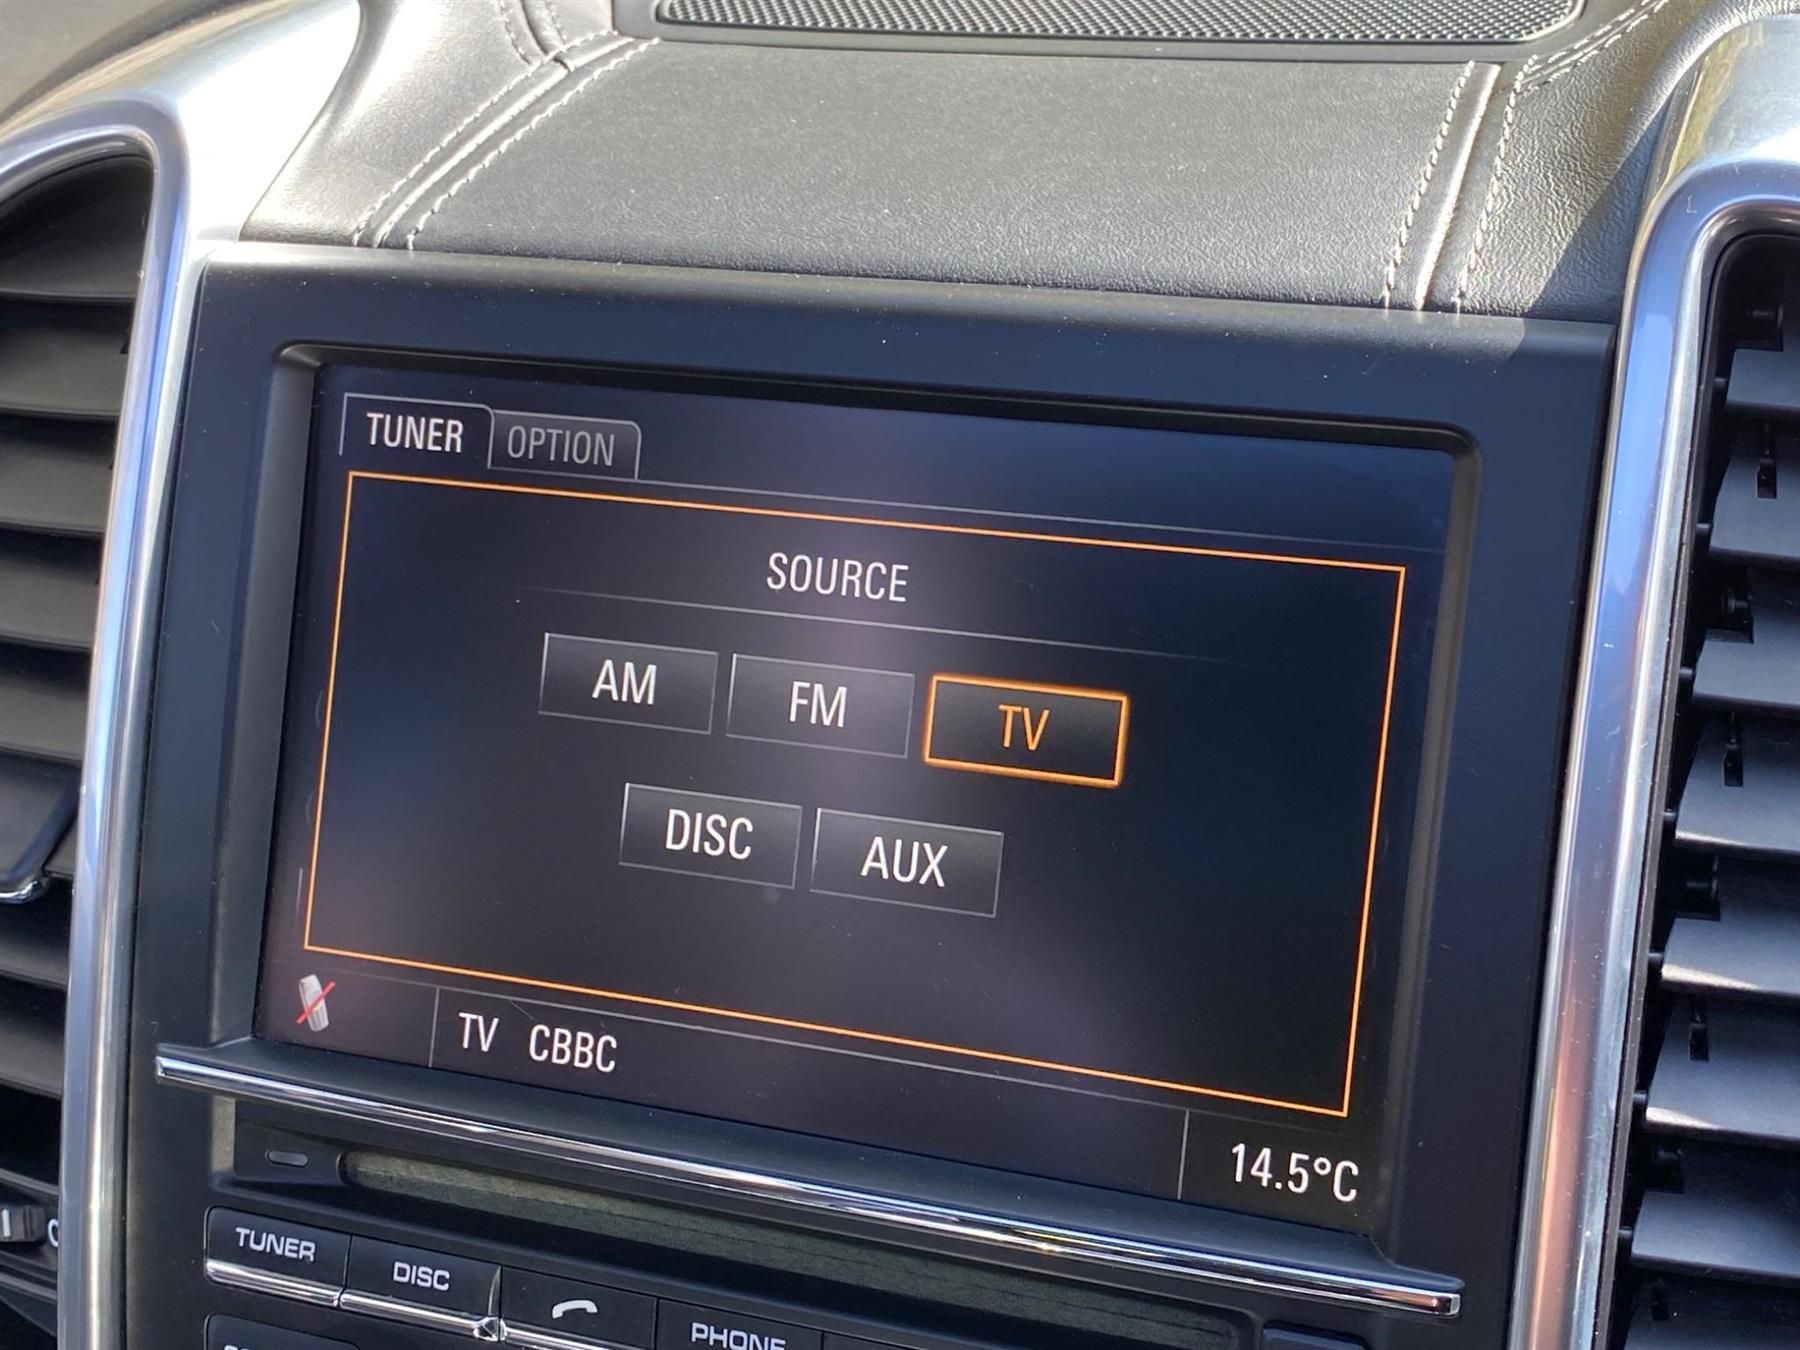 TUNER OPTION
SOURCE
AM FM TV
DISC AUX
TV CBBC
14.5°C
TUNER DISC PHONE